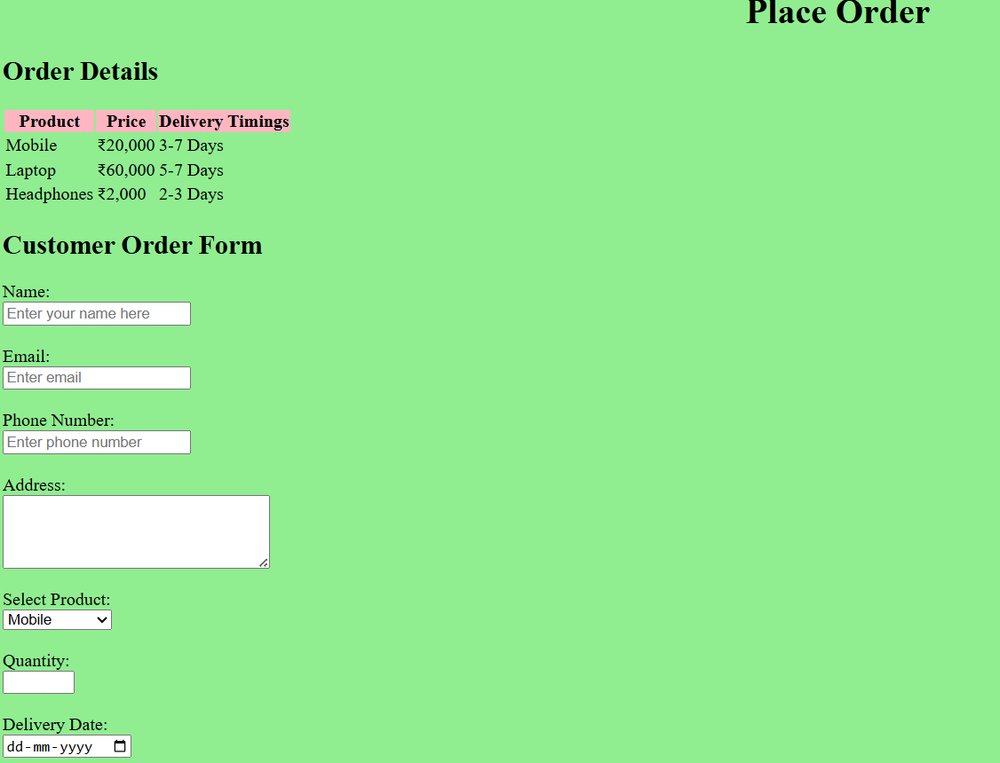 Place Order
Order Details
Product Price Delivery Timings
Mobile ₹20,000 3-7 Days
Laptop ₹60,000 5-7 Days
Headphones ₹2,000 2-3 Days
Customer Order Form
Name:
Enter your name here
Email:
Enter email
Phone Number:
Enter phone number
Address:
Select Product:
Mobile
Quantity:
Delivery Date:
dd-mm-yyyy